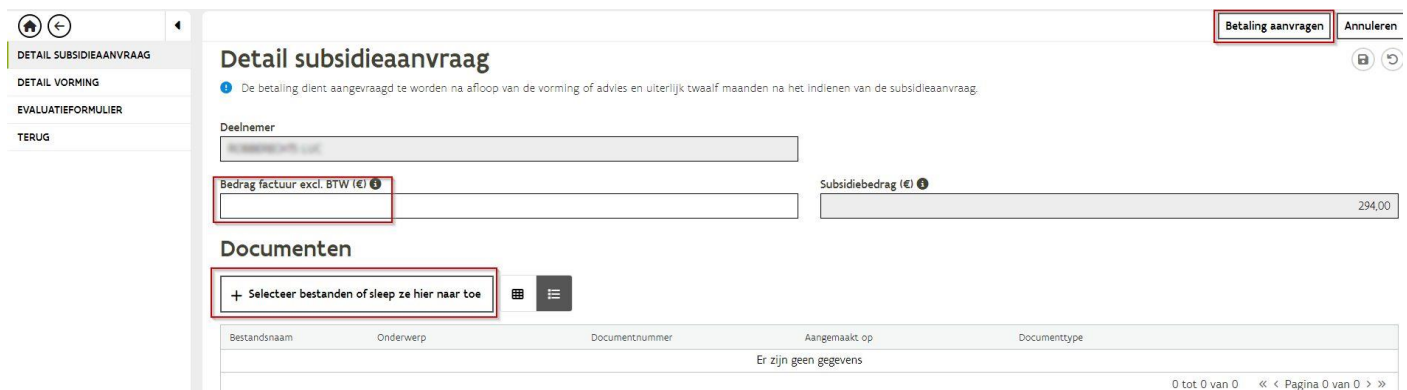 Betaling aanvragen Annuleren
DETAIL SUBSIDIEAANVRAAG
DETAIL VORMING
EVALUATIEFORMULIER
TERUG
Detail subsidieaanvraag
De betaling dient aangevraagd te worden na afloop van de vorming of advies en uiterlijk twaalf maanden na het indienen van de subsidieaanvraag.
Deelnemer
Bedrag factuur excl. BTW (€) Subsidiebedrag (€)
294,00
Documenten
+ Selecteer bestanden of sleep ze hier naar toe
Bestandsnaam Onderwerp Documentnummer Aangemaakt op Documenttype
Er zijn geen gegevens
0 tot 0 van 0 « < Pagina 0 van 0 > »